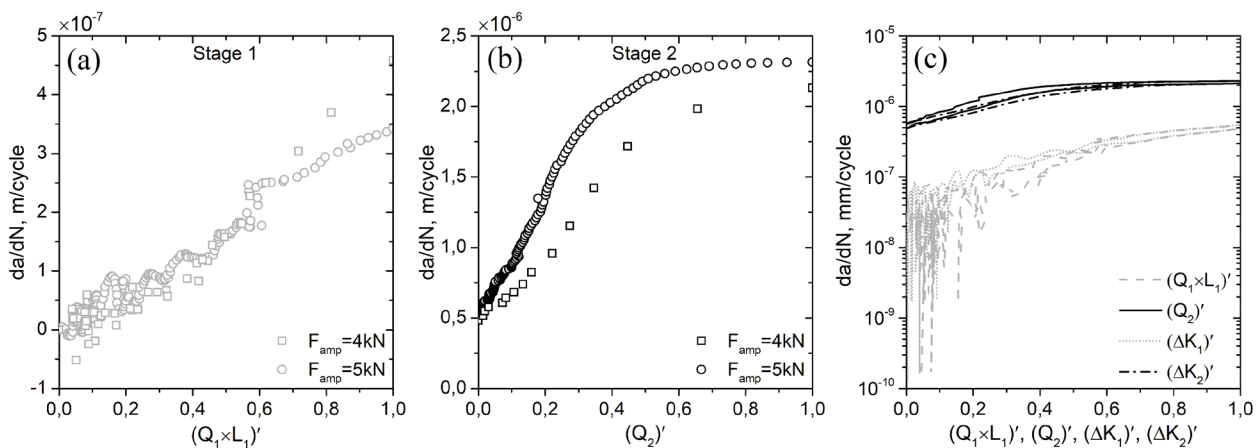 ×10⁻⁷
5
4
3
2
1
0
-1
da/dN, m/cycle
(a)
Stage 1
F_amp=4kN
F_amp=5kN
0,0 0,2 0,4 0,6 0,8 1,0
(Q₁×L₁)′
×10⁻⁶
2,5
2,0
1,5
1,0
0,5
0,0
da/dN, m/cycle
(b)
Stage 2
F_amp=4kN
F_amp=5kN
0,0 0,2 0,4 0,6 0,8 1,0
(Q₂)′
10⁻⁵
10⁻⁶
10⁻⁷
10⁻⁸
10⁻⁹
10⁻¹⁰
da/dN, mm/cycle
(c)
(Q₁×L₁)′
(Q₂)′
(ΔK₁)′
(ΔK₂)′
0,0 0,2 0,4 0,6 0,8 1,0
(Q₁×L₁)′, (Q₂)′, (ΔK₁)′, (ΔK₂)′